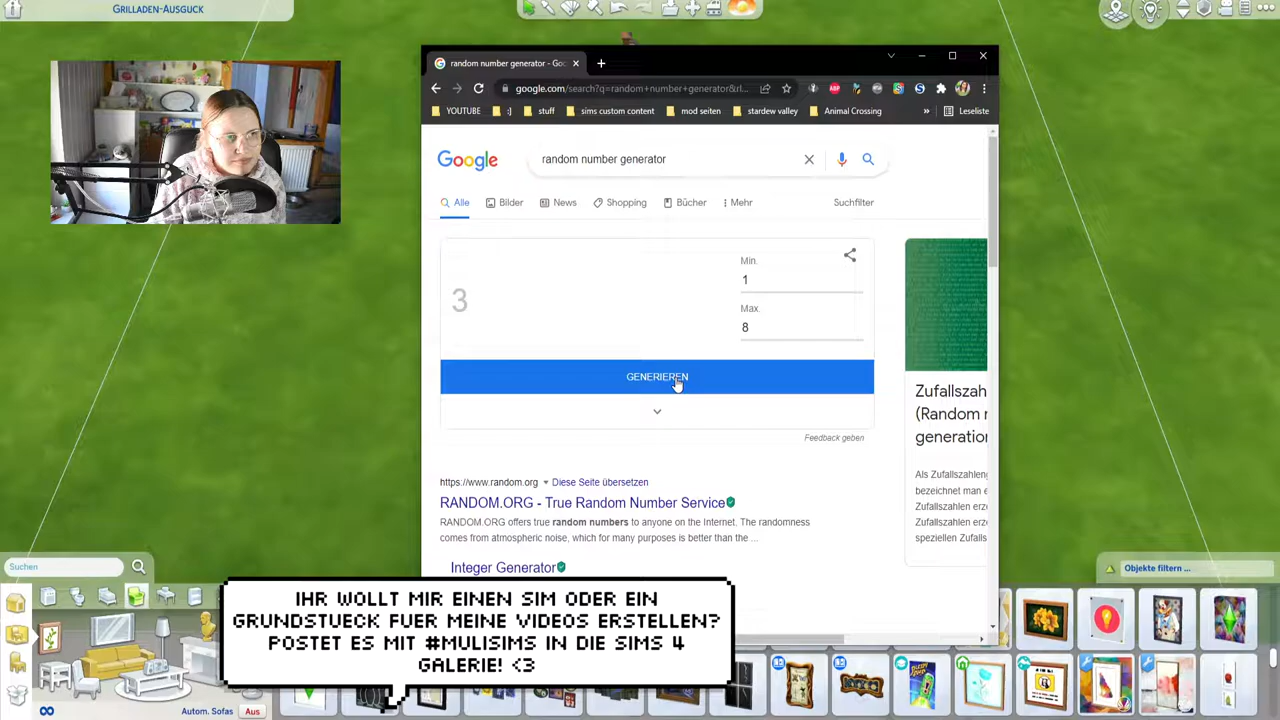 GRILLADEN-AUSGUCK
random number generator - Goo
google.com/search?q=random+number+generator&rl...
YOUTUBE
:)
stuff
sims custom content
mod seiten
stardew valley
Animal Crossing
»
Leseliste
Google
random number generator
Alle
Bilder
News
Shopping
Bücher
Mehr
Suchfilter
3
Min.
1
Max.
8
GENERIEREN
Feedback geben
Zufallszah
(Random n
generation
Als Zufallszahleng
bezeichnet man e
Zufallszahlen erze
Zufallszahlen erfo
speziellen Zufalls
https://www.random.org
Diese Seite übersetzen
RANDOM.ORG - True Random Number Service
RANDOM.ORG offers true random numbers to anyone on the Internet. The randomness
comes from atmospheric noise, which for many purposes is better than the ...
Integer Generator
Suchen
Objekte filtern ...
IHR WOLLT MIR EINEN SIM ODER EIN
GRUNDSTUECK FUER MEINE VIDEOS ERSTELLEN?
POSTET ES MIT #MULISIMS IN DIE SIMS 4
GALERIE! <3
Autom. Sofas
Aus